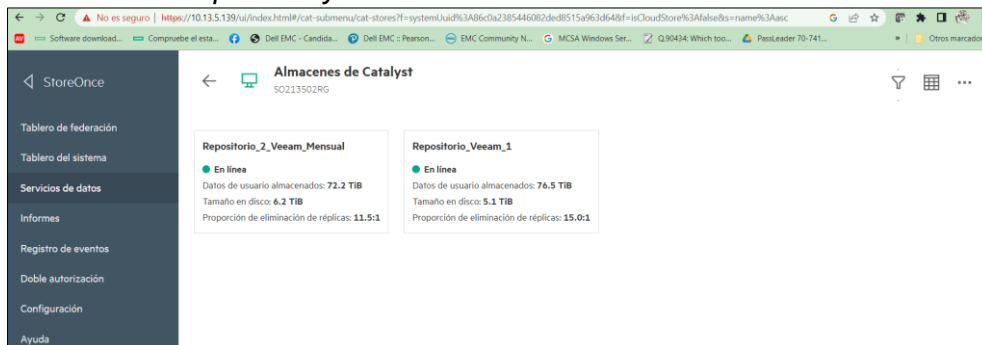 No es seguro | https://10.13.5.139/ui/index.html#/cat-submenu/cat-stores?f=systemUuid%3A86c0a2385446082ded8515a963d64&f=isCloudStore%3Afalse&s=name%3Aasc
Software download... Compruebe el esta... Dell EMC - Candida... Dell EMC :: Pearson... EMC Community N... MCSA Windows Ser... Q.90434: Which too... PassLeader 70-741... » Otros marcador
StoreOnce
Almacenes de Catalyst
SO213502RG
Tablero de federación
Tablero del sistema
Servicios de datos
Informes
Registro de eventos
Doble autorización
Configuración
Ayuda
Repositorio_2_Veeam_Mensual
En línea
Datos de usuario almacenados: 72.2 TiB
Tamaño en disco: 6.2 TiB
Proporción de eliminación de réplicas: 11.5:1
Repositorio_Veeam_1
En línea
Datos de usuario almacenados: 76.5 TiB
Tamaño en disco: 5.1 TiB
Proporción de eliminación de réplicas: 15.0:1